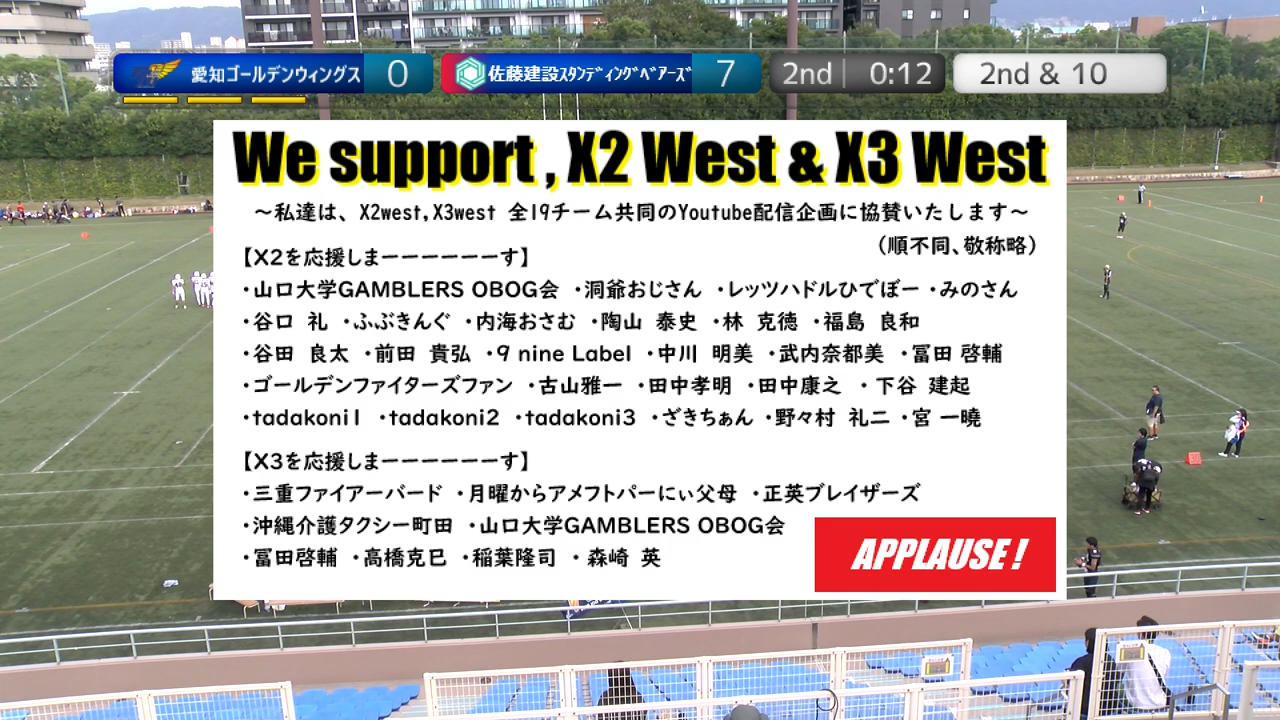 愛知ゴールデンウィングス 0 佐藤建設スタンディングベアーズ 7 2nd 0:12 2nd & 10
We support , X2 West & X3 West
～私達は、X2west,X3west 全19チーム共同のYoutube配信企画に協賛いたします～
（順不同、敬称略）
【X2を応援しまーーーーーーす】
・山口大学GAMBLERS OBOG会 ・洞爺おじさん ・レッツハドルひでぼー ・みのさん
・谷口 礼 ・ふぶきんぐ ・内海おさむ ・陶山 泰史 ・林 克徳 ・福島 良和
・谷田 良太 ・前田 貴弘 ・9 nine Label ・中川 明美 ・武内奈都美 ・冨田 啓輔
・ゴールデンファイターズファン ・古山雅一 ・田中孝明 ・田中康之 ・下谷 建起
・tadakoni1 ・tadakoni2 ・tadakoni3 ・ざきちぁん ・野々村 礼二 ・宮 一曉
【X3を応援しまーーーーーーす】
・三重ファイアーバード ・月曜からアメフトパーにぃ父母 ・正英ブレイザーズ
・沖縄介護タクシー町田 ・山口大学GAMBLERS OBOG会
・冨田啓輔 ・高橋克巳 ・稲葉隆司 ・森崎 英
APPLAUSE !